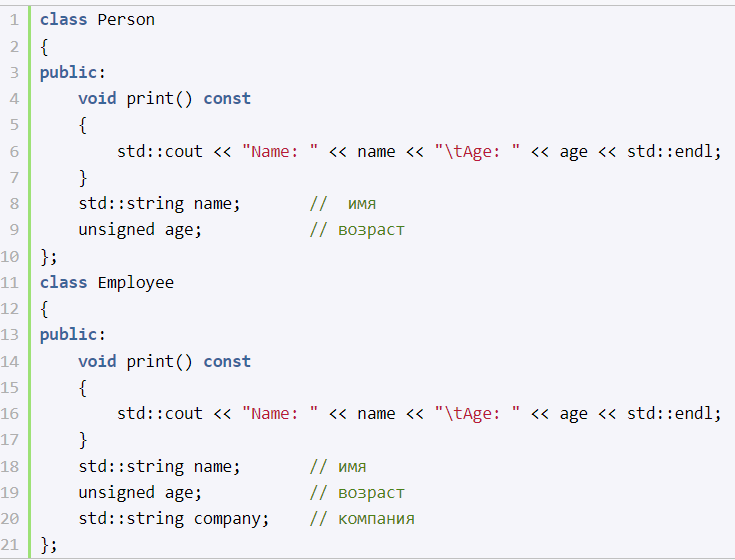 1 class Person
2 {
3 public:
4     void print() const
5     {
6         std::cout << "Name: " << name << "\tAge: " << age << std::endl;
7     }
8     std::string name;       //  имя
9     unsigned age;           // возраст
10 };
11 class Employee
12 {
13 public:
14     void print() const
15     {
16         std::cout << "Name: " << name << "\tAge: " << age << std::endl;
17     }
18     std::string name;       // имя
19     unsigned age;           // возраст
20     std::string company;    // компания
21 };